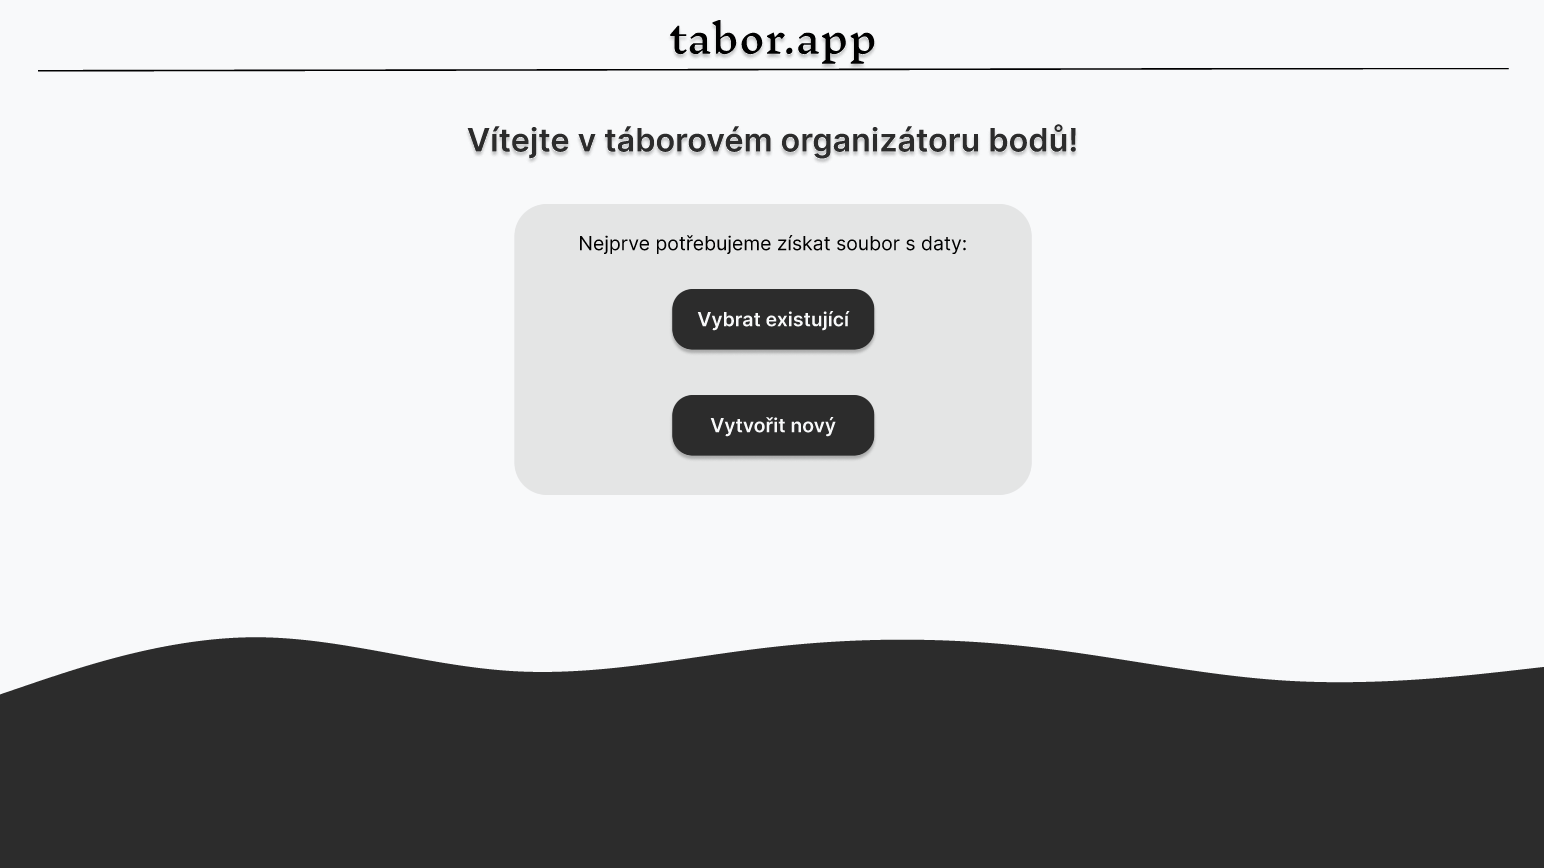 tabor.app
Vítejte v táborovém organizátoru bodů!
Nejprve potřebujeme získat soubor s daty:
Vybrat existující
Vytvořit nový